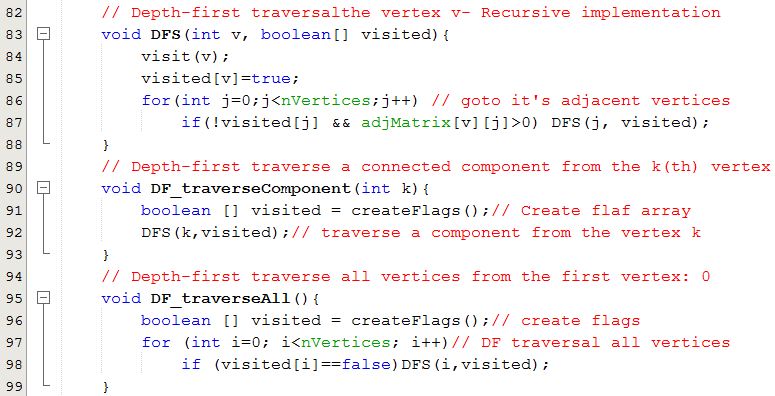 82 // Depth-first traversalthe vertex v- Recursive implementation
83 void DFS(int v, boolean[] visited){
84 visit(v);
85 visited[v]=true;
86 for(int j=0;j<nVertices;j++) // goto it's adjacent vertices
87 if(!visited[j] && adjMatrix[v][j]>0) DFS(j, visited);
88 }
89 // Depth-first traverse a connected component from the k(th) vertex
90 void DF_traverseComponent(int k){
91 boolean [] visited = createFlags();// Create flaf array
92 DFS(k,visited);// traverse a component from the vertex k
93 }
94 // Depth-first traverse all vertices from the first vertex: 0
95 void DF_traverseAll(){
96 boolean [] visited = createFlags();// create flags
97 for (int i=0; i<nVertices; i++)// DF traversal all vertices
98 if (visited[i]==false)DFS(i,visited);
99 }